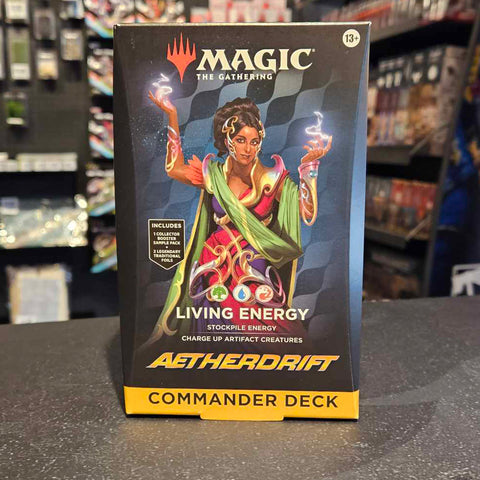 MAGIC
THE GATHERING
13+
INCLUDES
1 COLLECTOR
BOOSTER
SAMPLE PACK
+
2 LEGENDARY
TRADITIONAL
FOILS
LIVING ENERGY
STOCKPILE ENERGY
CHARGE UP ARTIFACT CREATURES
AETHERDRIFT
COMMANDER DECK